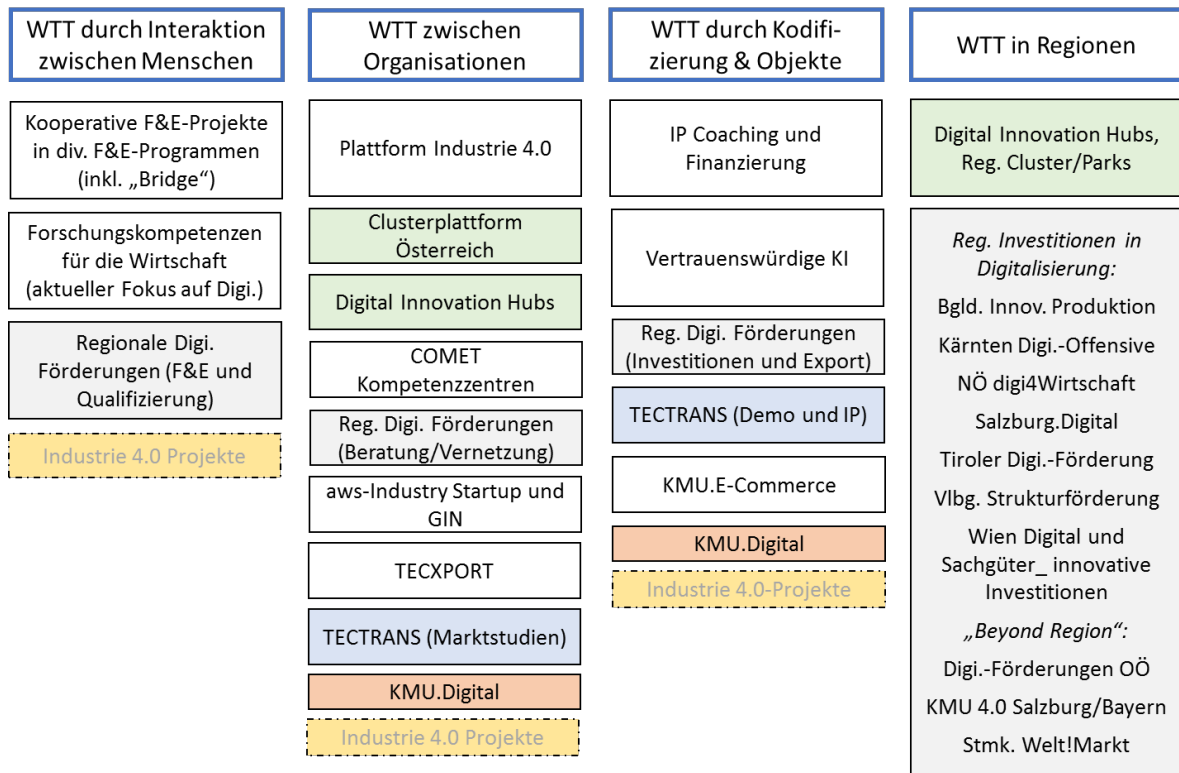 WTT durch Interaktion
zwischen Menschen
Kooperative F&E-Projekte
in div. F&E-Programmen
(inkl. „Bridge“)
Forschungskompetenzen
für die Wirtschaft
(aktueller Fokus auf Digi.)
Regionale Digi.
Förderungen (F&E und
Qualifizierung)
Industrie 4.0 Projekte
WTT zwischen
Organisationen
Plattform Industrie 4.0
Clusterplattform
Österreich
Digital Innovation Hubs
COMET
Kompetenzzentren
Reg. Digi. Förderungen
(Beratung/Vernetzung)
aws-Industry Startup und
GIN
TECXPORT
TECTRANS (Marktstudien)
KMU.Digital
Industrie 4.0 Projekte
WTT durch Kodifi-
zierung & Objekte
IP Coaching und
Finanzierung
Vertrauenswürdige KI
Reg. Digi. Förderungen
(Investitionen und Export)
TECTRANS (Demo und IP)
KMU.E-Commerce
KMU.Digital
Industrie 4.0-Projekte
WTT in Regionen
Digital Innovation Hubs,
Reg. Cluster/Parks
Reg. Investitionen in
Digitalisierung:
Bgld. Innov. Produktion
Kärnten Digi.-Offensive
NÖ digi4Wirtschaft
Salzburg.Digital
Tiroler Digi.-Förderung
Vlbg. Strukturförderung
Wien Digital und
Sachgüter_ innovative
Investitionen
„Beyond Region“:
Digi.-Förderungen OÖ
KMU 4.0 Salzburg/Bayern
Stmk. Welt!Markt